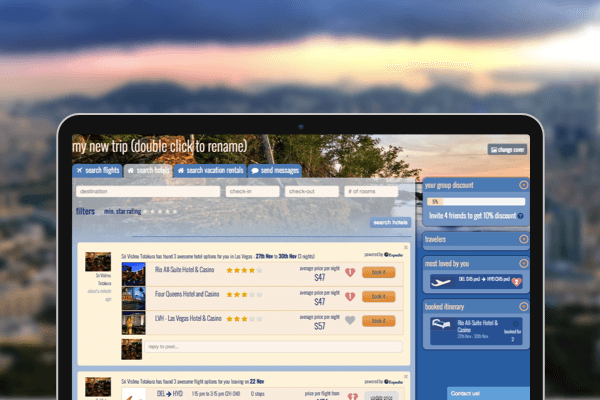 my new trip (double click to rename)
change cover
search flights
search hotels
search vacation rentals
send messages
destination
check-in
check-out
# of rooms
filters
min. star rating
search hotels
your group discount
5%
Invite 4 friends to get 10% discount
travelers
most loved by you
booked itinerary
Rio All-Suite Hotel &
Casino
27th Nov - 30th Nov
booked for
2
Sri Vishnu
Totakura
Sri Vishnu Totakura has found 3 awesome hotel options for you in Las Vegas 27th Nov to 30th Nov (3 nights)
powered by Expedia
Rio All-Suite Hotel & Casino
average price per night
$47
book it
Four Queens Hotel and Casino
average price per night
$47
book it
LVH - Las Vegas Hotel & Casino
average price per night
$57
book it
reply to post...
Sri Vishnu Totakura has found 3 awesome flight options for you leaving on 22 Nov
powered by Expedia
DEL → HYD
0 stops
price per flight from
Contact us!